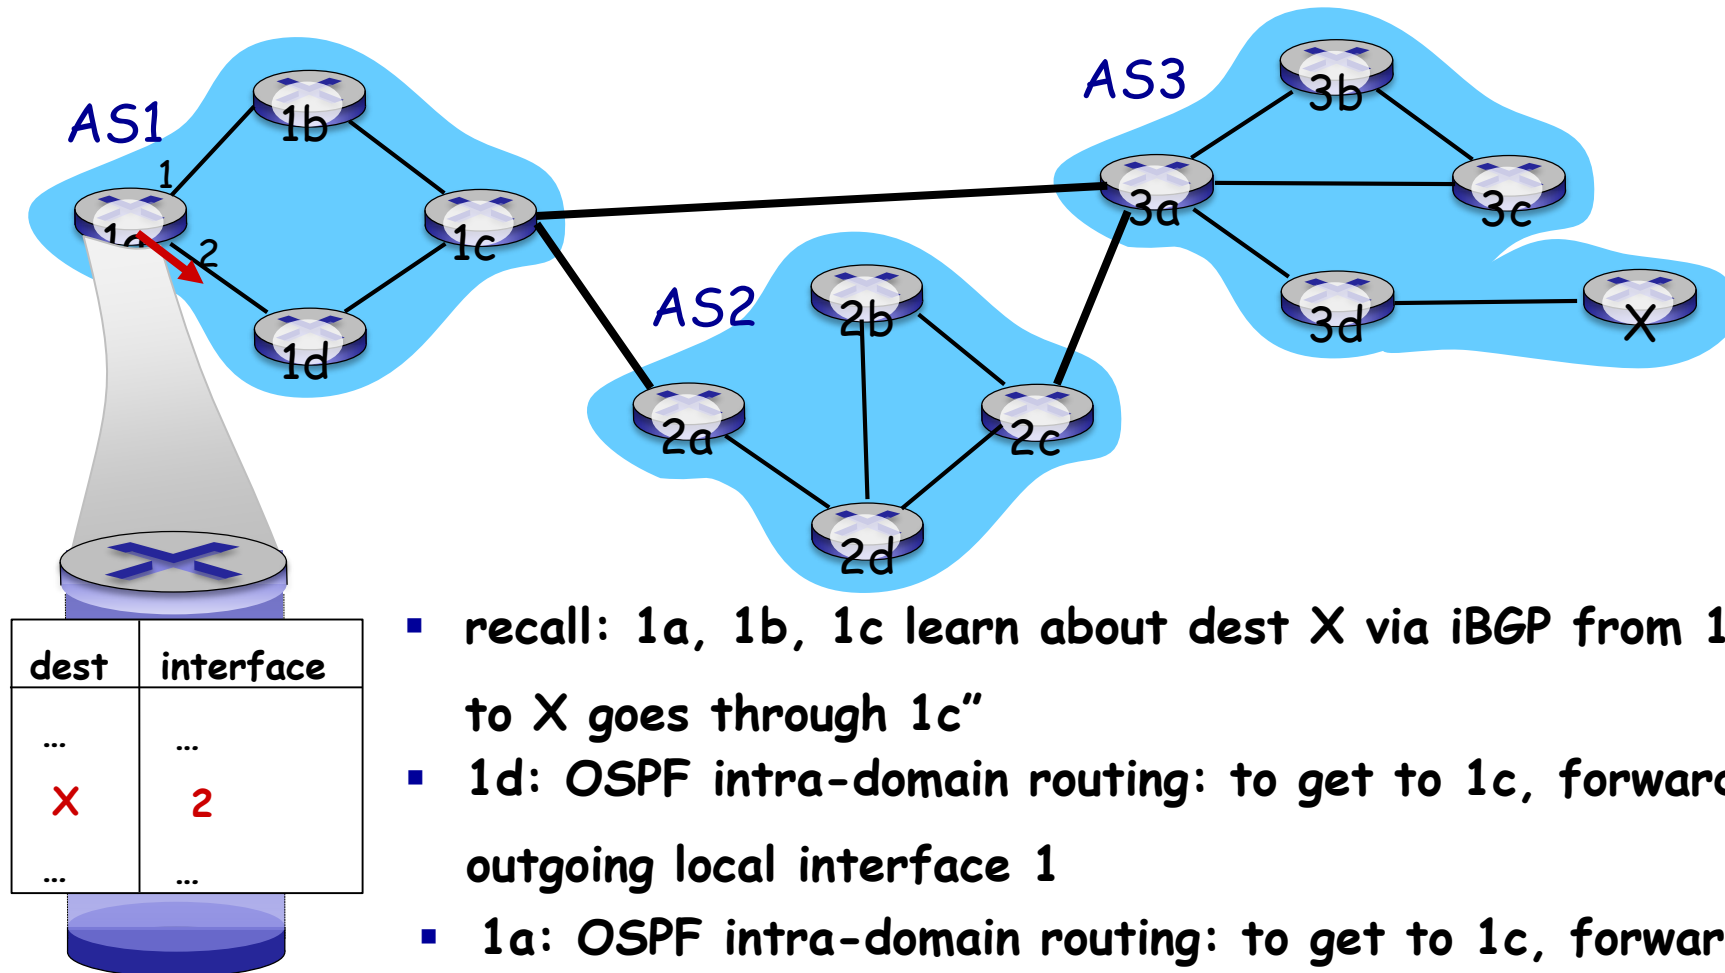 AS1
1b
1
1a
2
1c
1d
AS2
2b
2a
2c
2d
AS3
3b
3a
3c
3d
X
dest interface
... ...
X 2
... ...
▪ recall: 1a, 1b, 1c learn about dest X via iBGP from 1
to X goes through 1c”
▪ 1d: OSPF intra-domain routing: to get to 1c, forward
outgoing local interface 1
▪ 1a: OSPF intra-domain routing: to get to 1c, forwar